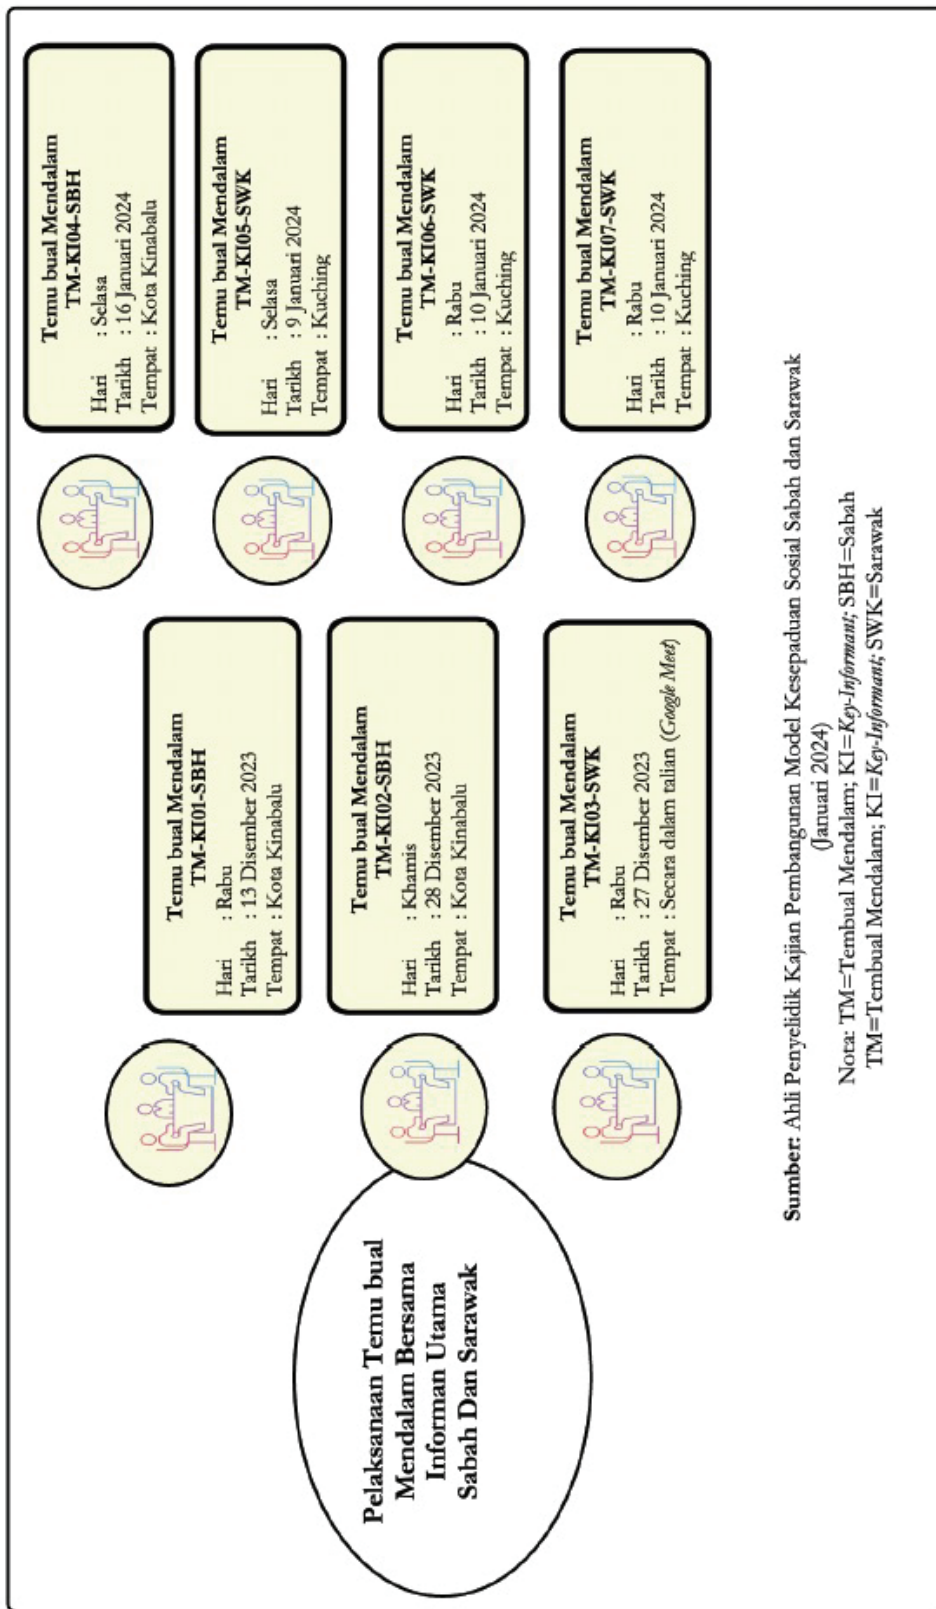 Pelaksanaan Temu bual
Mendalam Bersama
Informan Utama
Sabah Dan Sarawak
Temu bual Mendalam
TM-KI01-SBH
Hari : Rabu
Tarikh : 13 Disember 2023
Tempat : Kota Kinabalu
Temu bual Mendalam
TM-KI02-SBH
Hari : Khamis
Tarikh : 28 Disember 2023
Tempat : Kota Kinabalu
Temu bual Mendalam
TM-KI03-SWK
Hari : Rabu
Tarikh : 27 Disember 2023
Tempat : Secara dalam talian (Google Meet)
Temu bual Mendalam
TM-KI04-SBH
Hari : Selasa
Tarikh : 16 Januari 2024
Tempat : Kota Kinabalu
Temu bual Mendalam
TM-KI05-SWK
Hari : Selasa
Tarikh : 9 Januari 2024
Tempat : Kuching
Temu bual Mendalam
TM-KI06-SWK
Hari : Rabu
Tarikh : 10 Januari 2024
Tempat : Kuching
Temu bual Mendalam
TM-KI07-SWK
Hari : Rabu
Tarikh : 10 Januari 2024
Tempat : Kuching
Sumber: Ahli Penyelidik Kajian Pembangunan Model Kesepaduan Sosial Sabah dan Sarawak
(Januari 2024)
Nota: TM=Tembual Mendalam; KI=Key-Informant; SBH=Sabah
TM=Tembual Mendalam; KI=Key-Informant; SWK=Sarawak